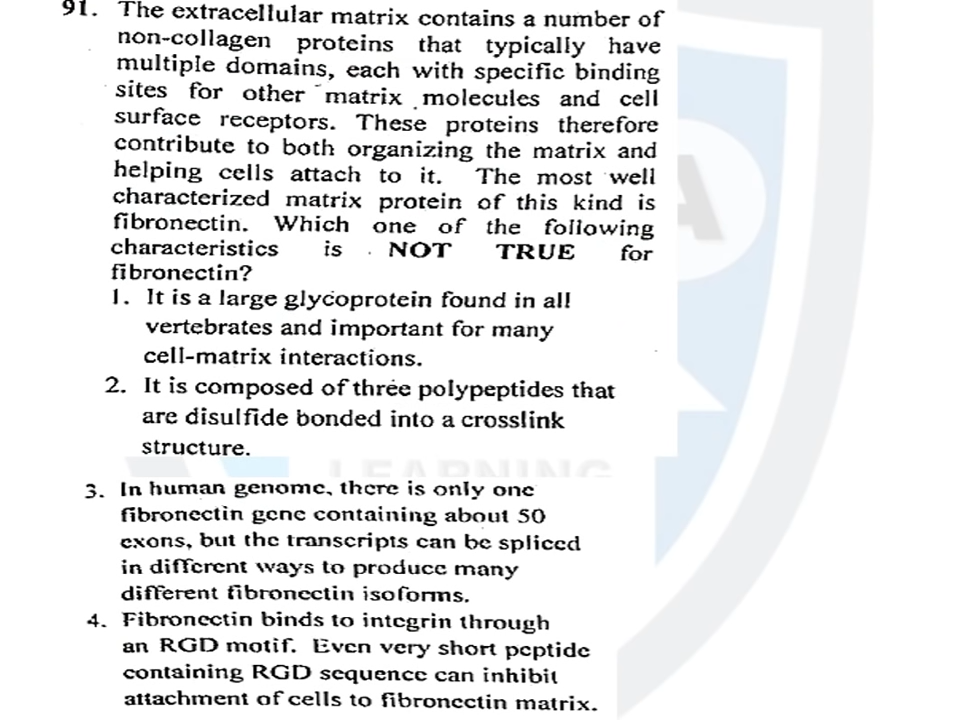 91. The extracellular matrix contains a number of
non-collagen proteins that typically have
multiple domains, each with specific binding
sites for other matrix molecules and cell
surface receptors. These proteins therefore
contribute to both organizing the matrix and
helping cells attach to it. The most well
characterized matrix protein of this kind is
fibronectin. Which one of the following
characteristics is NOT TRUE for
fibronectin?
1. It is a large glycoprotein found in all
vertebrates and important for many
cell-matrix interactions.
2. It is composed of three polypeptides that
are disulfide bonded into a crosslink
structure.
LEARNING
3. In human genome, there is only one
fibronectin gene containing about 50
exons, but the transcripts can be spliced
in different ways to produce many
different fibronectin isoforms.
4. Fibronectin binds to integrin through
an RGD motif. Even very short peptide
containing RGD sequence can inhibit
attachment of cells to fibronectin matrix.